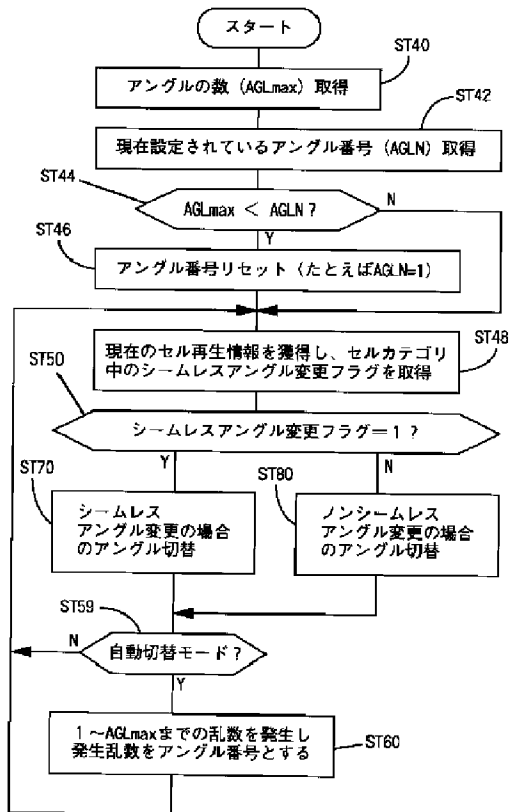 スタート
ST40
アングルの数（AGLmax）取得
ST42
現在設定されているアングル番号（AGLN）取得
ST44
AGLmax ＜ AGLN？
N
Y
ST46
アングル番号リセット（たとえばAGLN=1）
ST48
現在のセル再生情報を獲得し、セルカテゴリ
中のシームレスアングル変更フラグを取得
ST50
シームレスアングル変更フラグ＝１？
Y
N
ST70
シームレス
アングル変更の場合
のアングル切替
ST80
ノンシームレス
アングル変更の場合
のアングル切替
ST59
N
自動切替モード？
Y
１～AGLmaxまでの乱数を発生し
発生乱数をアングル番号とする
ST60